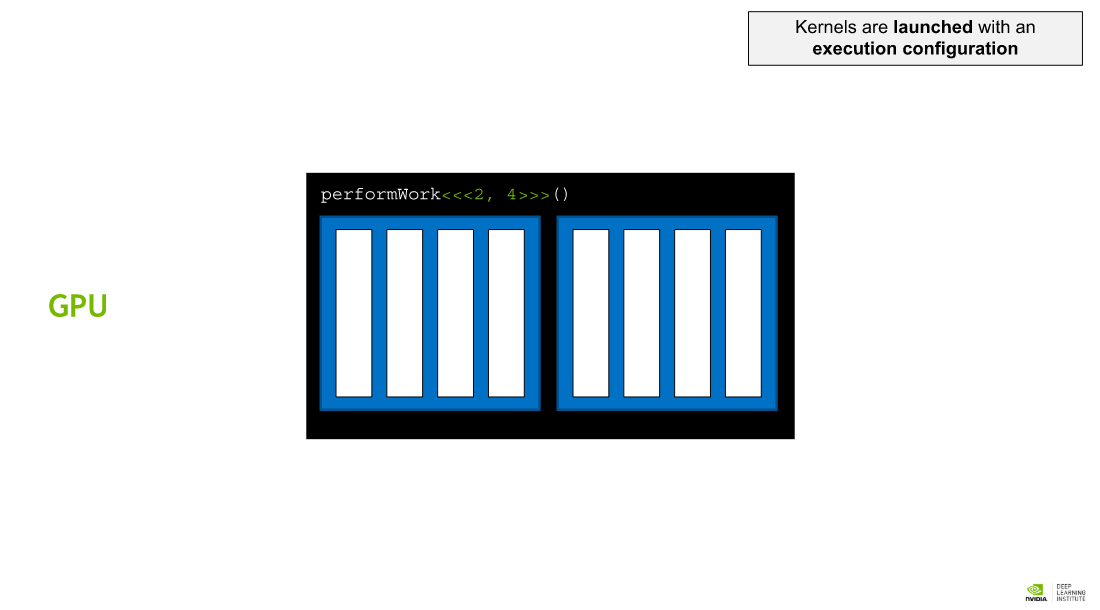 Kernels are launched with an
execution configuration
performWork<<<2, 4>>>()
GPU
NVIDIA.
DEEP
LEARNING
INSTITUTE